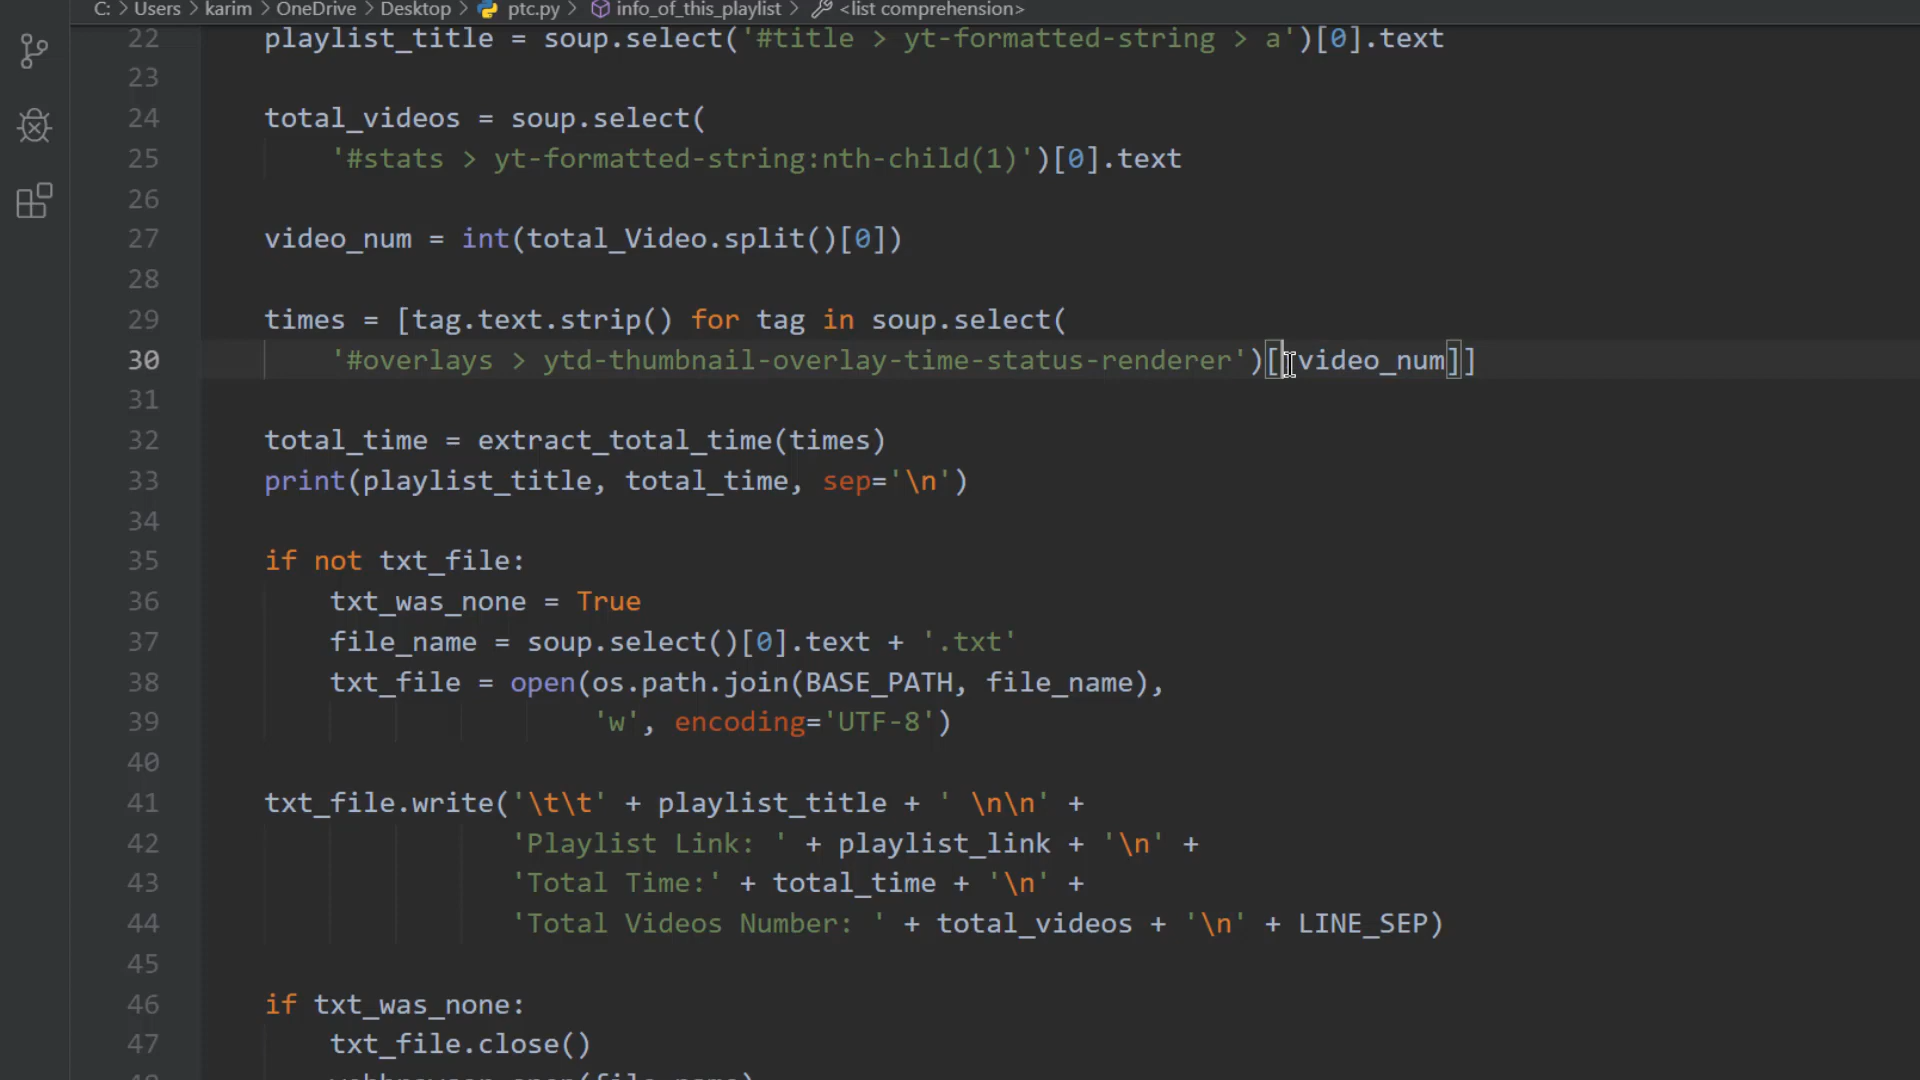 C: > Users > karim > OneDrive > Desktop > ptc.py > info_of_this_playlist > <list comprehension>
22 playlist_title = soup.select('#title > yt-formatted-string > a')[0].text
23
24 total_videos = soup.select(
25 '#stats > yt-formatted-string:nth-child(1)')[0].text
26
27 video_num = int(total_Video.split()[0])
28
29 times = [tag.text.strip() for tag in soup.select(
30 '#overlays > ytd-thumbnail-overlay-time-status-renderer')[:video_num]]
31
32 total_time = extract_total_time(times)
33 print(playlist_title, total_time, sep='\n')
34
35 if not txt_file:
36 txt_was_none = True
37 file_name = soup.select()[0].text + '.txt'
38 txt_file = open(os.path.join(BASE_PATH, file_name),
39 'w', encoding='UTF-8')
40
41 txt_file.write('\t\t' + playlist_title + ' \n\n' +
42 'Playlist Link: ' + playlist_link + '\n' +
43 'Total Time:' + total_time + '\n' +
44 'Total Videos Number: ' + total_videos + '\n' + LINE_SEP)
45
46 if txt_was_none:
47 txt_file.close()